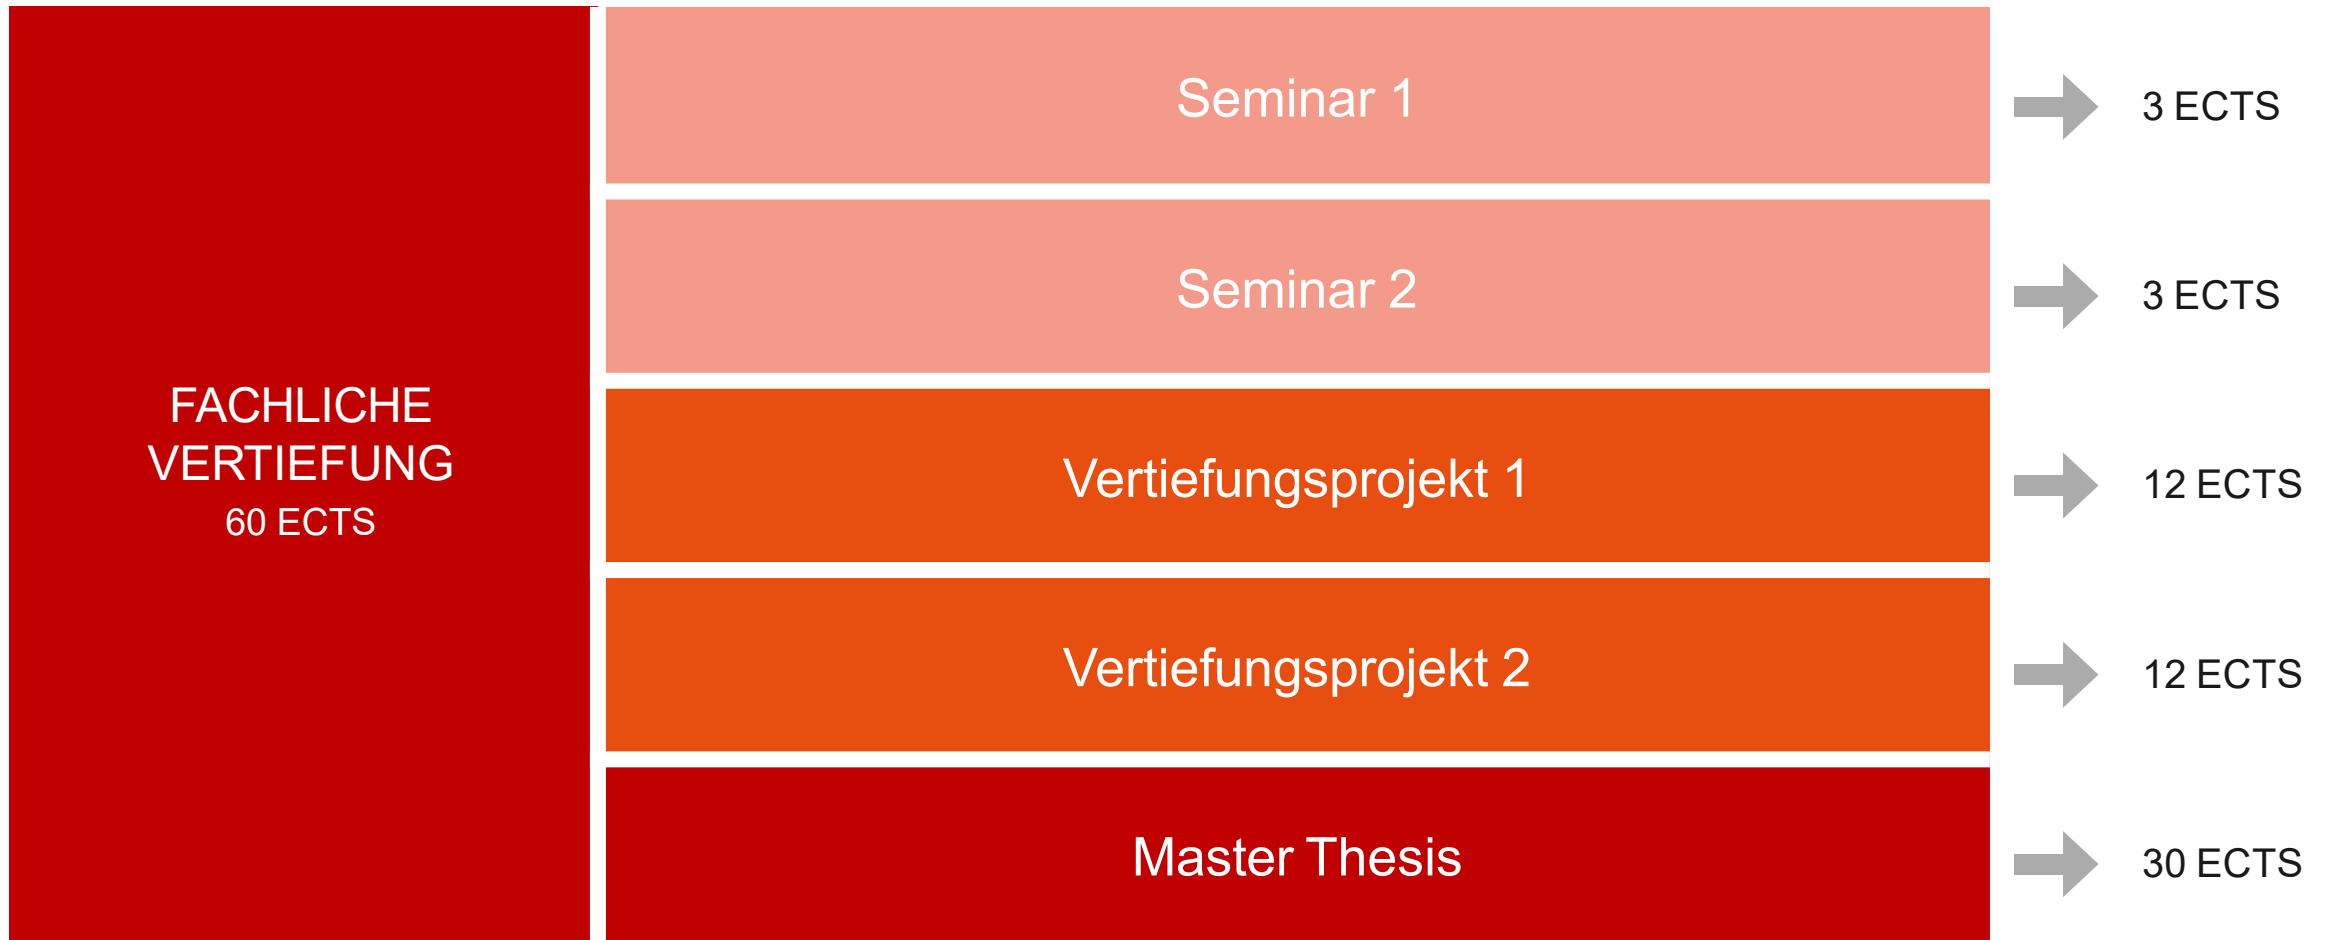 FACHLICHE
VERTIEFUNG
60 ECTS
Seminar 1
3 ECTS
Seminar 2
3 ECTS
Vertiefungsprojekt 1
12 ECTS
Vertiefungsprojekt 2
12 ECTS
Master Thesis
30 ECTS